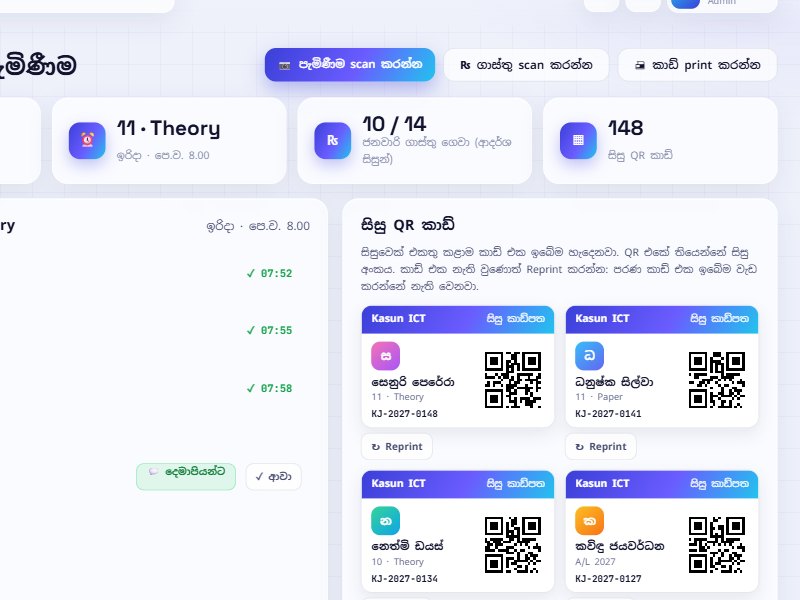 Admin
පැමිණීම scan කරන්න
₨ ගාස්තු scan කරන්න
කාඩ් print කරන්න
11 · Theory
ඉරිදා · පෙ.ව. 8.00
₨
10 / 14
ජනවාරි ගාස්තු ගෙවා (ආදර්ශ
සිසුන්)
148
සිසු QR කාඩ්
ඉරිදා · පෙ.ව. 8.00
✓ 07:52
✓ 07:55
✓ 07:58
දෙමාපියන්ට
✓ ආවා
සිසු QR කාඩ්
සිසුවෙක් එකතු කළාම කාඩ් එක ඉබේම හැදෙනවා. QR එකේ තියෙන්නේ සිසු
අංකය. කාඩ් එක නැති වුණොත් Reprint කරන්න: පරණ කාඩ් එක ඉබේම වැඩ
කරන්නේ නැති වෙනවා.
Kasun ICT සිසු කාඩ්පත
ස
සෙනුරි පෙරේරා
11 · Theory
KJ-2027-0148
↻ Reprint
Kasun ICT සිසු කාඩ්පත
ධ
ධනුෂ්ක සිල්වා
11 · Paper
KJ-2027-0141
↻ Reprint
Kasun ICT සිසු කාඩ්පත
න
නෙත්මි ඩයස්
10 · Theory
KJ-2027-0134
Kasun ICT සිසු කාඩ්පත
ක
කවිඳු ජයවර්ධන
A/L 2027
KJ-2027-0127